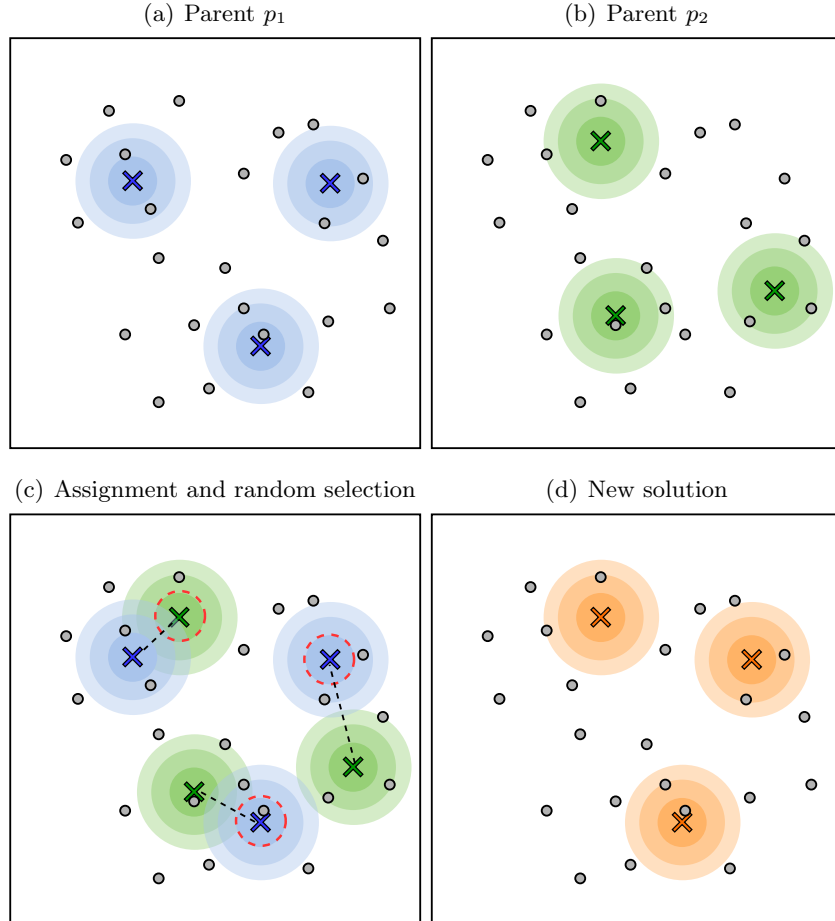 (a) Parent p₁
(b) Parent p₂
(c) Assignment and random selection
(d) New solution